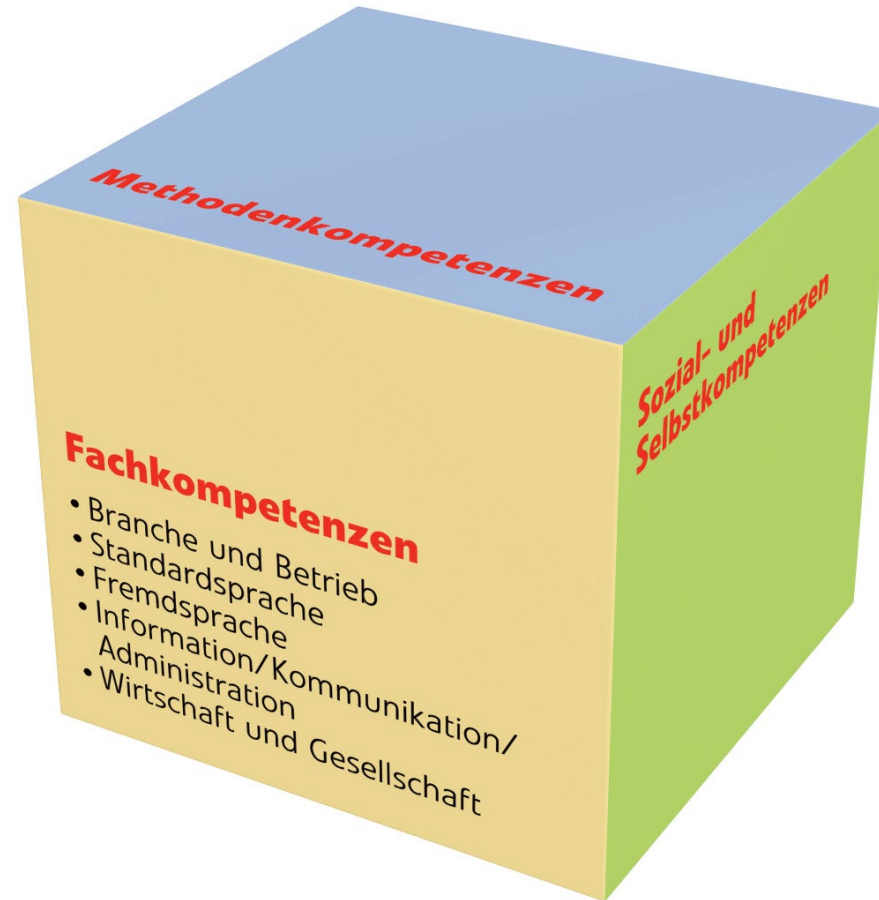 Methodenkompetenzen
Sozial- und
Selbstkompetenzen
Fachkompetenzen
• Branche und Betrieb
• Standardsprache
• Fremdsprache
• Information/Kommunikation/
Administration
• Wirtschaft und Gesellschaft